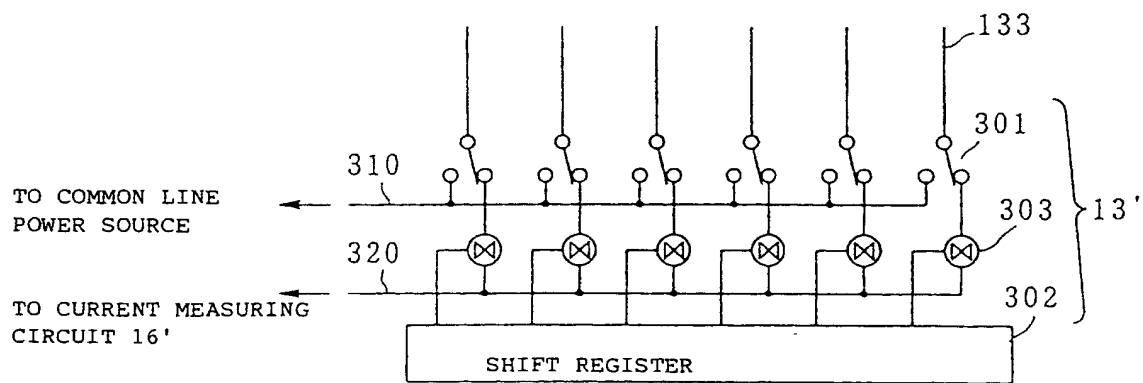 133
301
310
TO COMMON LINE
POWER SOURCE
13'
303
320
TO CURRENT MEASURING
CIRCUIT 16'
302
SHIFT REGISTER